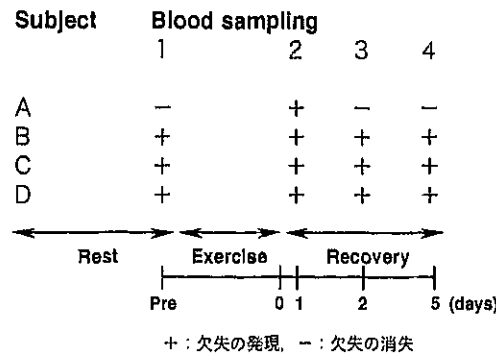 Subject Blood sampling
1 2 3 4
A − + − −
B + + + +
C + + + +
D + + + +
Rest Exercise Recovery
Pre 0 1 2 5 (days)
+：欠失の発現，−：欠失の消失